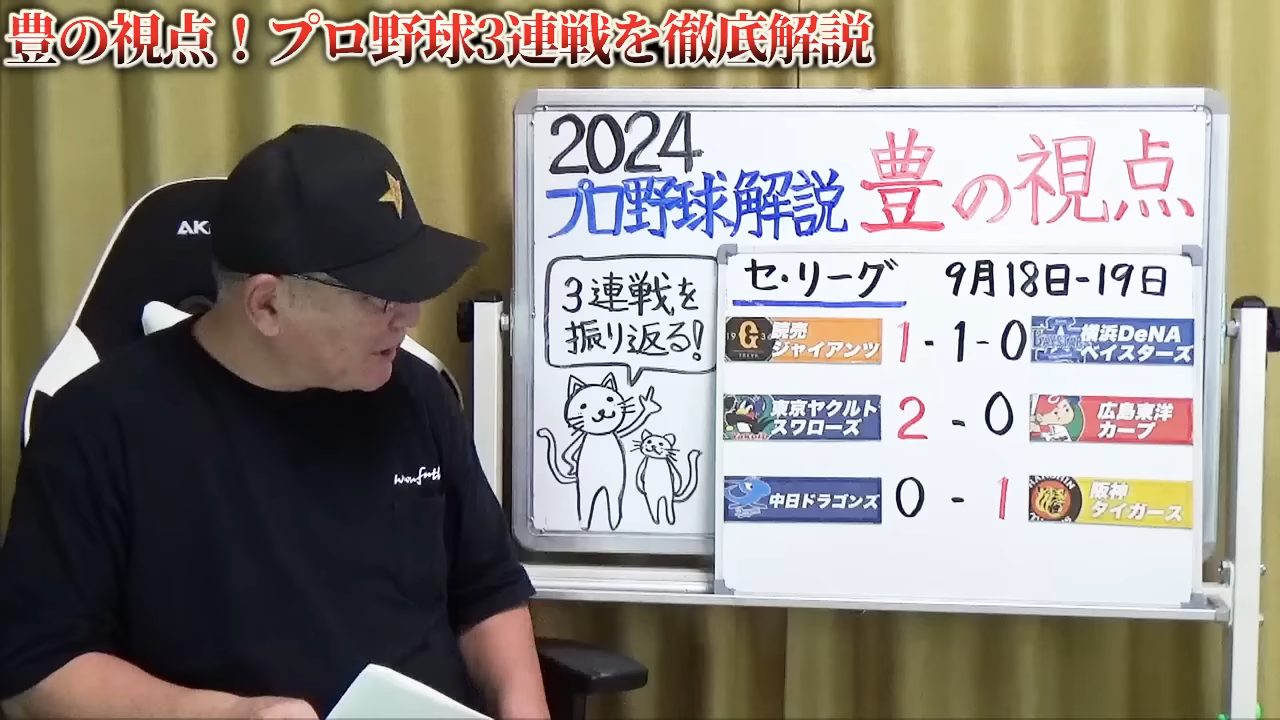 豊の視点！プロ野球3連戦を徹底解説
2024
プロ野球解説 豊の視点
3連戦を
振り返る!
セ・リーグ 9月18日-19日
読売
ジャイアンツ
1-1-0
横浜DeNA
ベイスターズ
東京ヤクルト
スワローズ
2-0
広島東洋
カープ
中日ドラゴンズ
0-1
阪神
タイガース